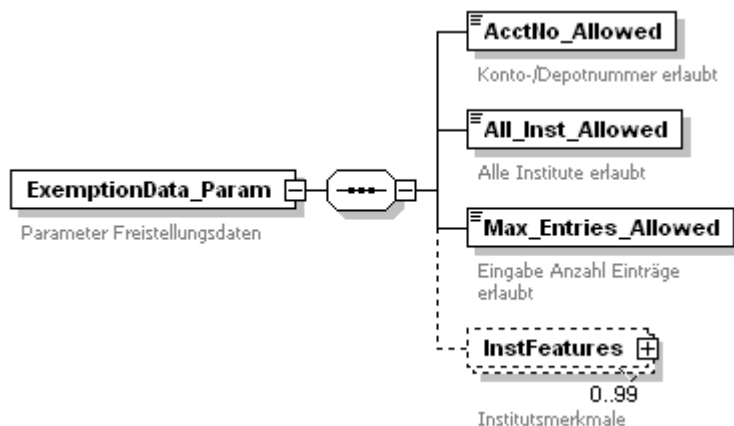 AcctNo_Allowed
Konto-/Depotnummer erlaubt
All_Inst_Allowed
Alle Institute erlaubt
ExemptionData_Param
Parameter Freistellungsdaten
Max_Entries_Allowed
Eingabe Anzahl Einträge
erlaubt
InstFeatures
0..99
Institutsmerkmale